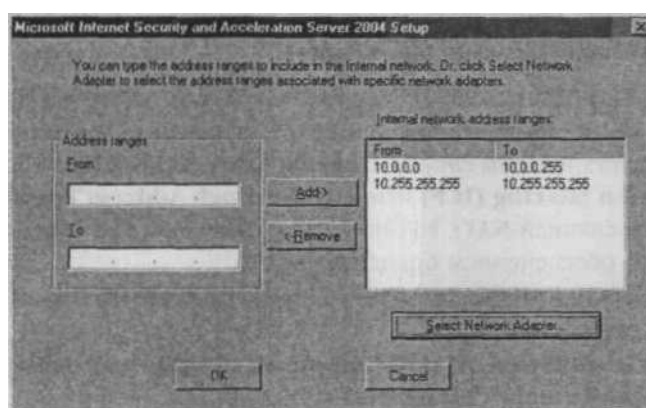 Microsoft Internet Security and Acceleration Server 2004 Setup
You can type the address ranges to include in the Internal network. Or, click Select Network
Adapter to select the address ranges associated with specific network adapters.
Address ranges
From
To
Add>
<-Remove
Internal network address ranges:
From To
10.0.0.0 10.0.0.255
10.255.255.255 10.255.255.255
Select Network Adapter...
OK
Cancel